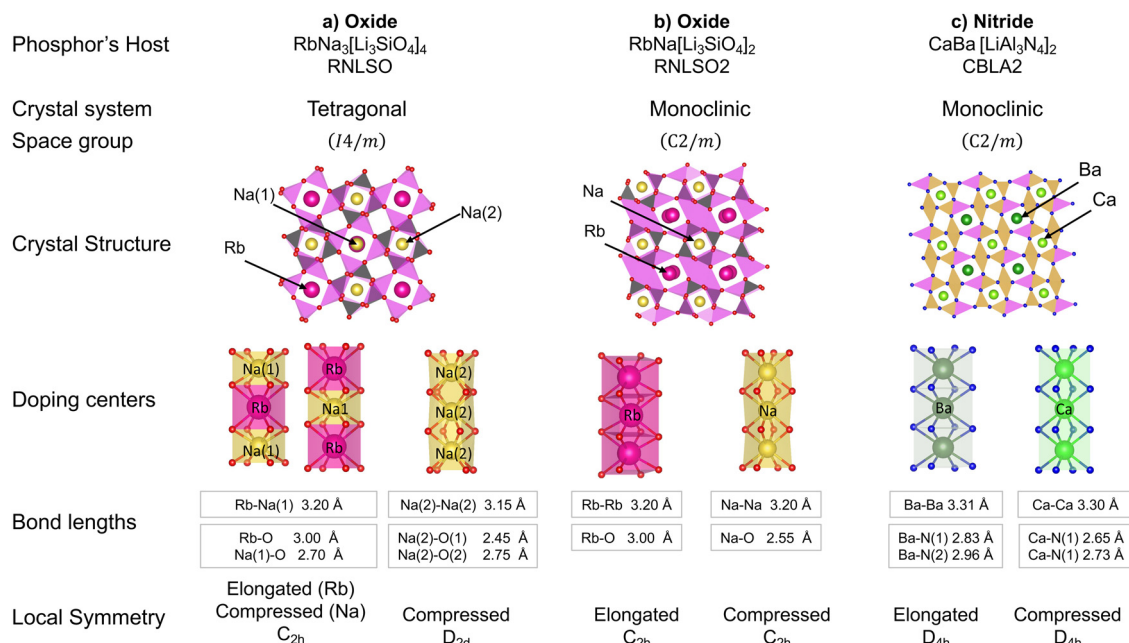 a) Oxide b) Oxide c) Nitride
Phosphor's Host RbNa₃[Li₃SiO₄]₄ RbNa[Li₃SiO₄]₂ CaBa [LiAl₃N₄]₂
RNLSO RNLSO2 CBLA2
Crystal system Tetragonal Monoclinic Monoclinic
Space group (I4/m) (C2/m) (C2/m)
Na(1) Na(2) Rb
Na Rb
Ba Ca
Crystal Structure
Doping centers
Na(1) Rb Na(1)
Rb Na1 Rb
Na(2) Na(2) Na(2)
Rb Na Ba Ca
Bond lengths
Rb-Na(1) 3.20 Å Na(2)-Na(2) 3.15 Å Rb-Rb 3.20 Å Na-Na 3.20 Å Ba-Ba 3.31 Å Ca-Ca 3.30 Å
Rb-O 3.00 Å Na(2)-O(1) 2.45 Å Rb-O 3.00 Å Na-O 2.55 Å Ba-N(1) 2.83 Å Ca-N(1) 2.65 Å
Na(1)-O 2.70 Å Na(2)-O(2) 2.75 Å Ba-N(2) 2.96 Å Ca-N(1) 2.73 Å
Elongated (Rb)
Local Symmetry Compressed (Na) Compressed Elongated Compressed Elongated Compressed
C₂ₕ D₂d C₂ₕ C₂ₕ D₄ₕ D₄ₕ